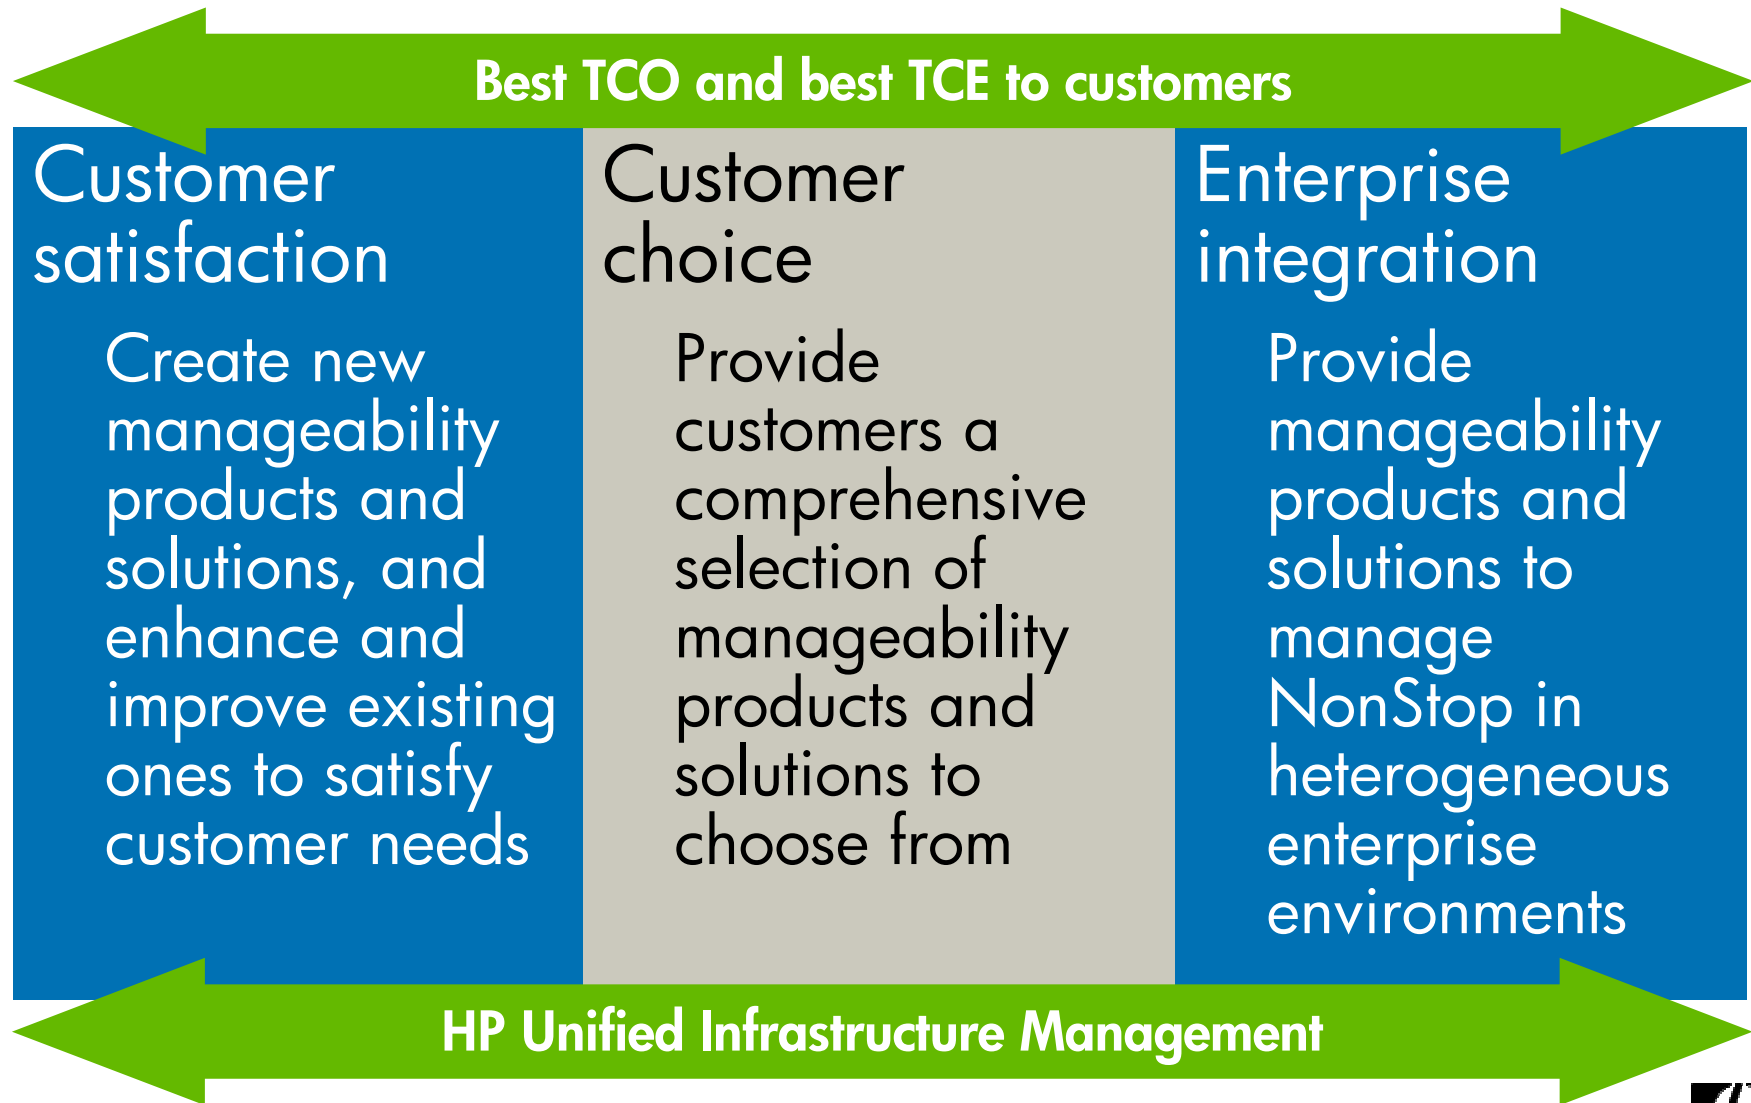 Best TCO and best TCE to customers
Customer
satisfaction
Create new
manageability
products and
solutions, and
enhance and
improve existing
ones to satisfy
customer needs
Customer
choice
Provide
customers a
comprehensive
selection of
manageability
products and
solutions to
choose from
Enterprise
integration
Provide
manageability
products and
solutions to
manage
NonStop in
heterogeneous
enterprise
environments
HP Unified Infrastructure Management